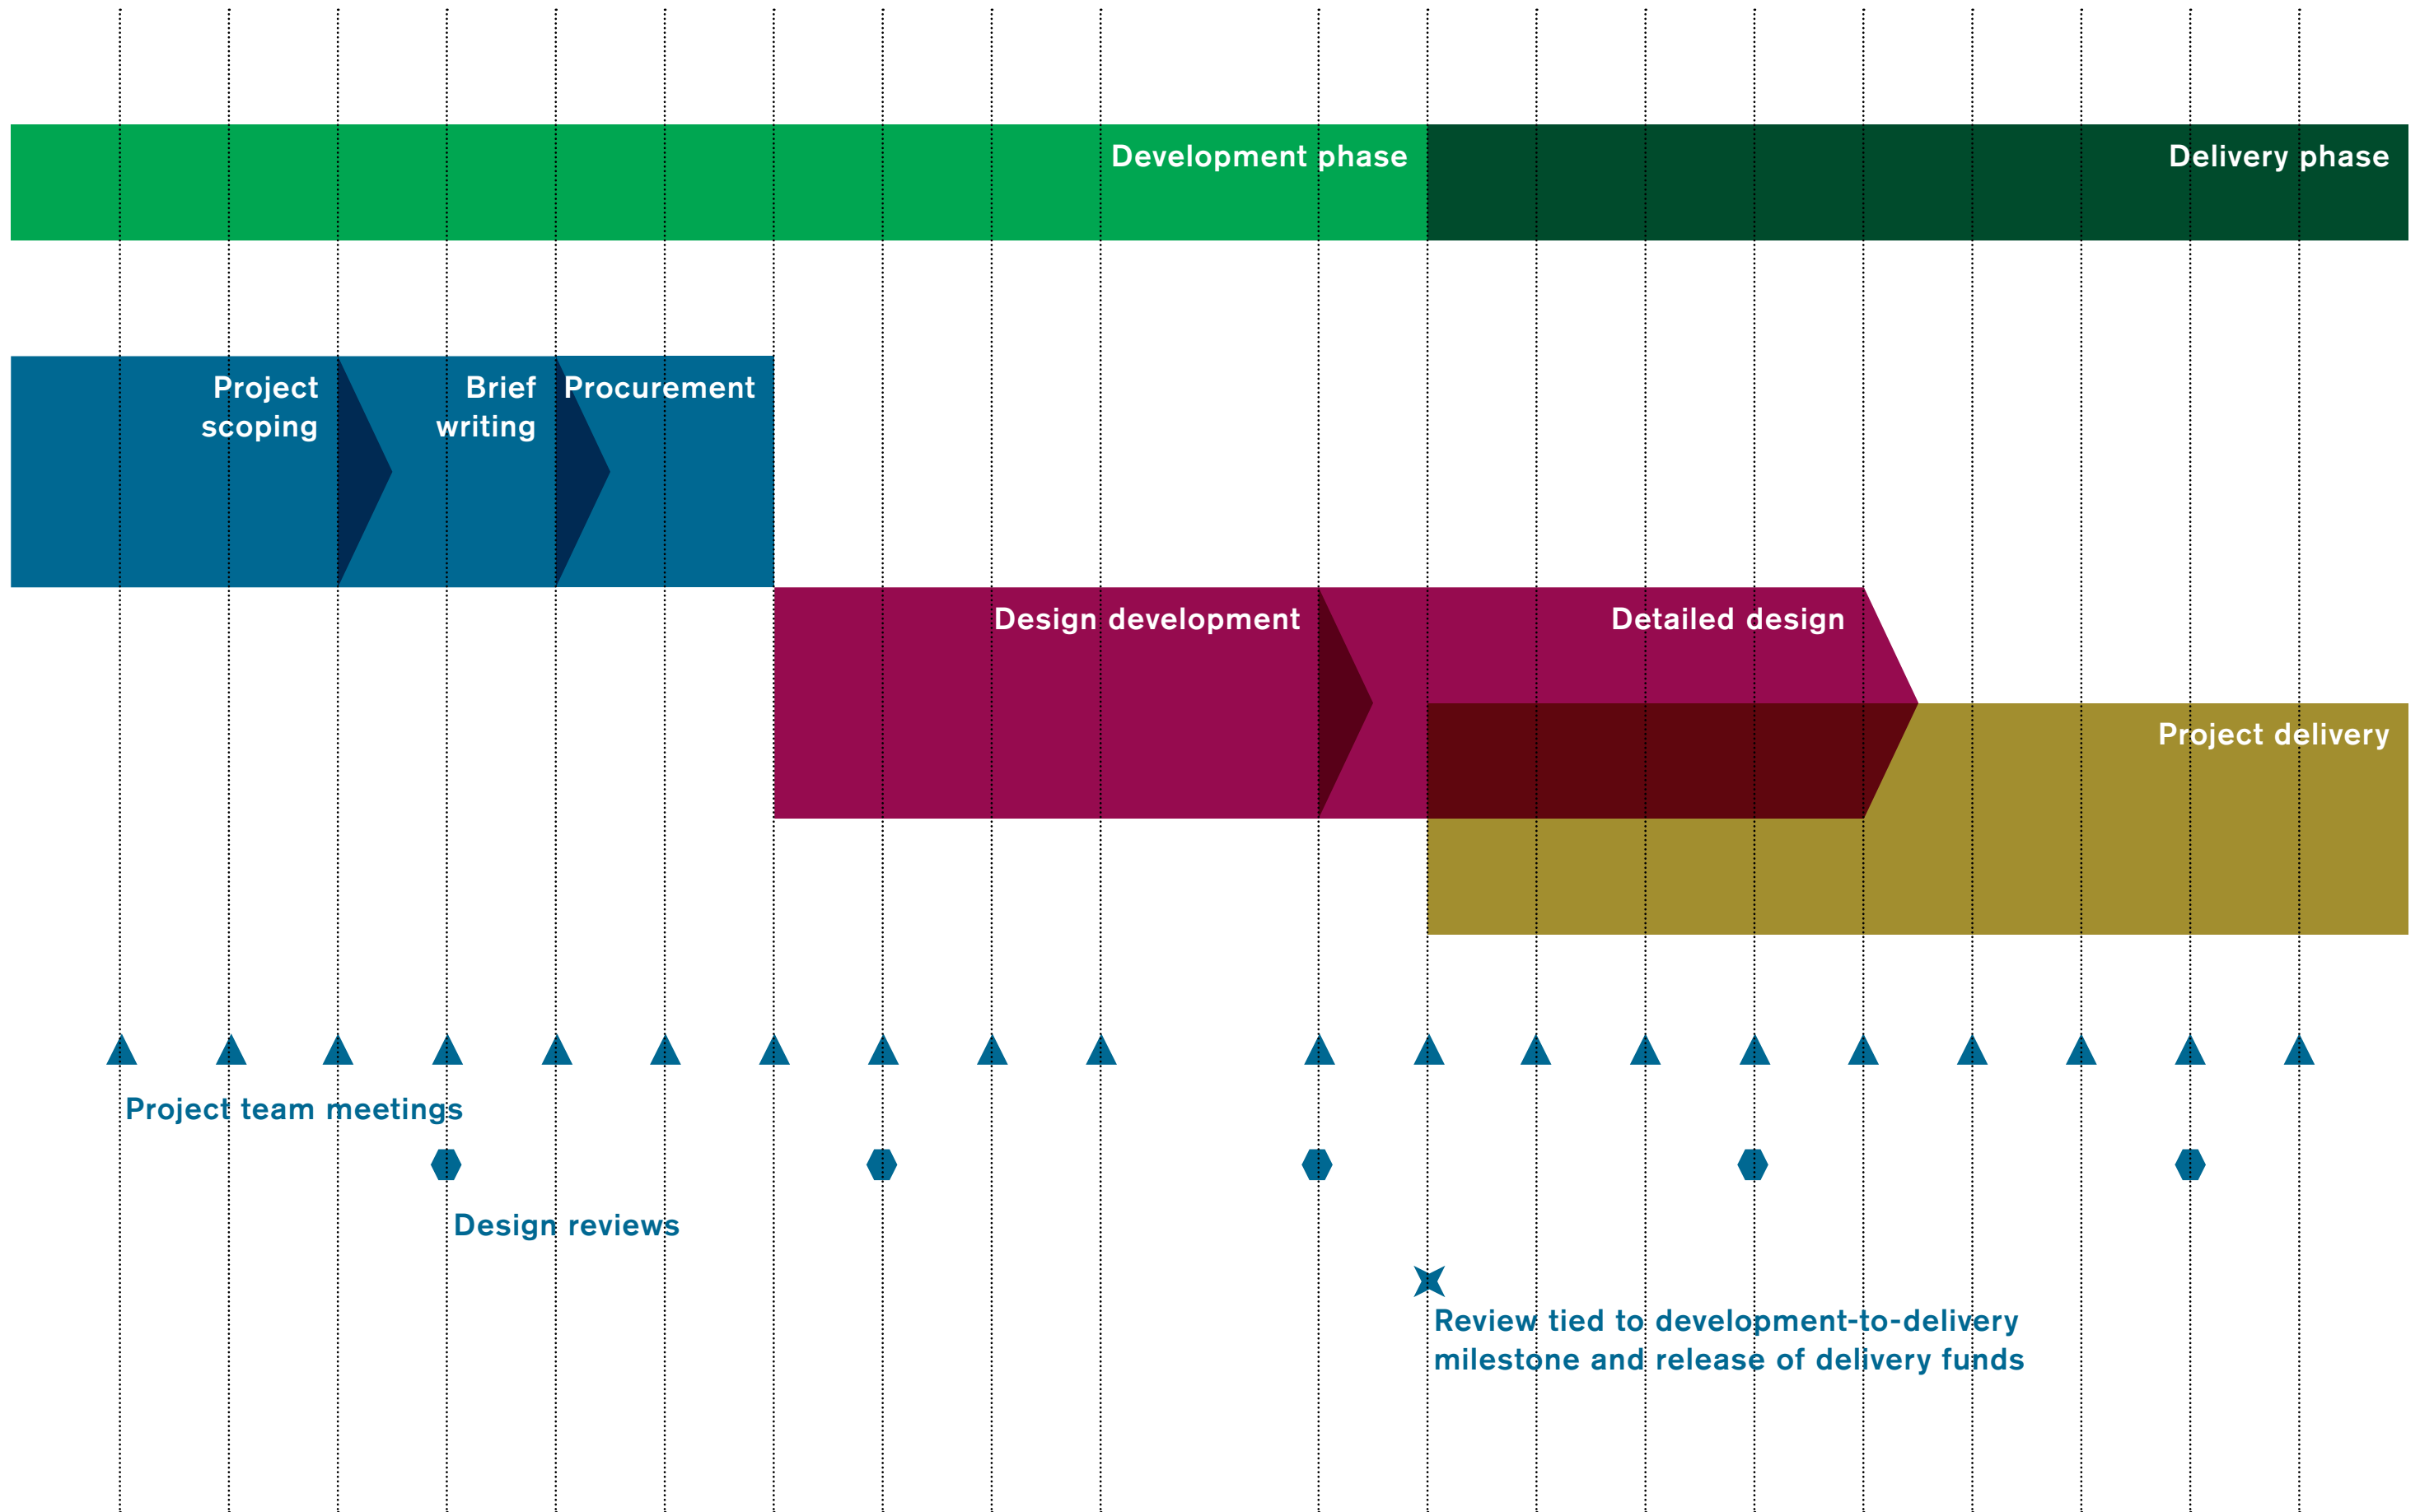 Development phase
Delivery phase
Project
scoping
Brief
writing
Procurement
Design development
Detailed design
Project delivery
Project team meetings
Design reviews
Review tied to development-to-delivery
milestone and release of delivery funds